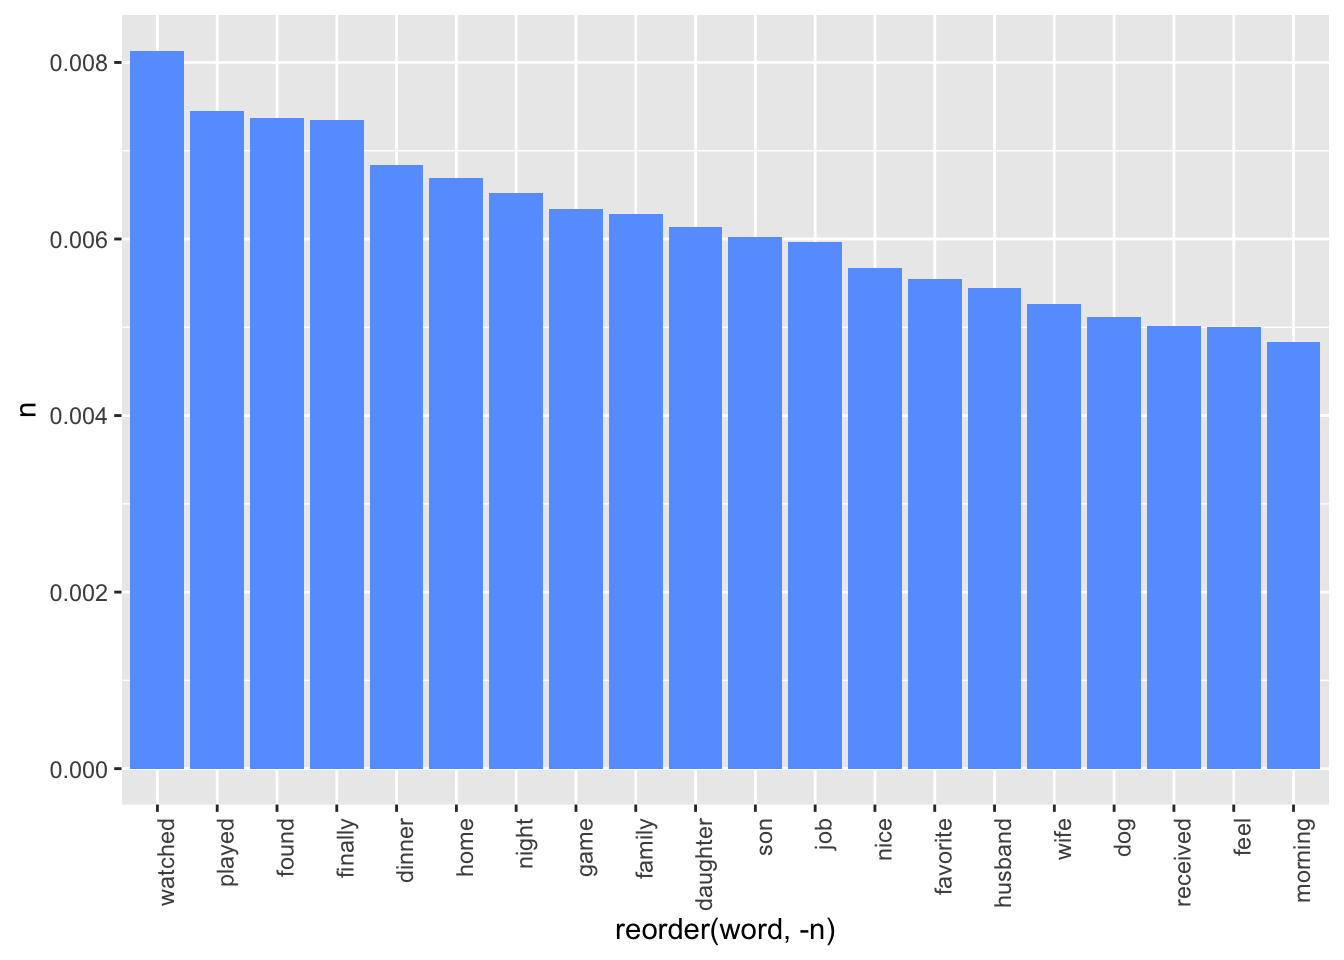 0.008
0.006
0.004
0.002
0.000
n
watched
played
found
finally
dinner
home
night
game
family
daughter
son
job
nice
favorite
husband
wife
dog
received
feel
morning
reorder(word, -n)